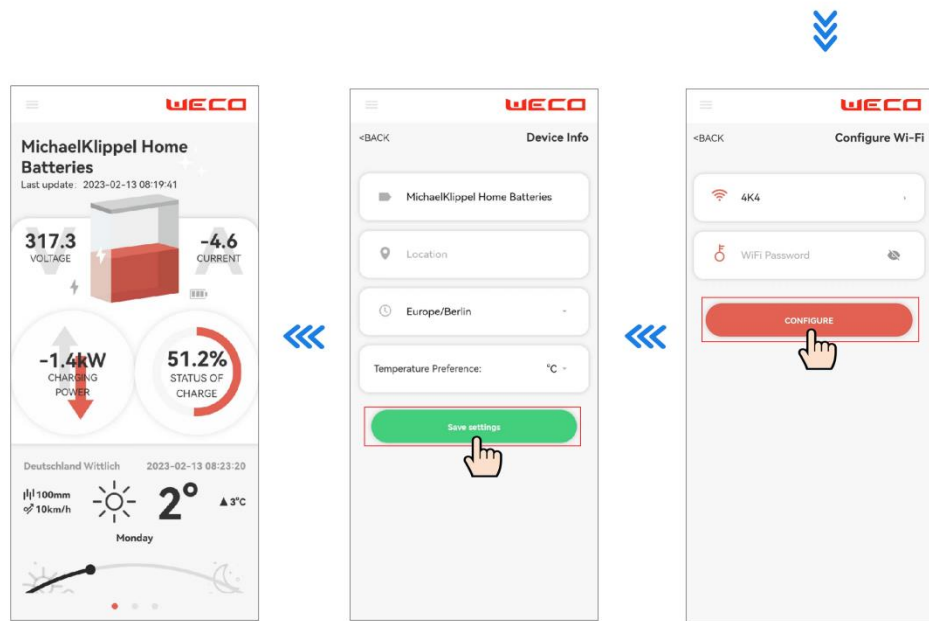 WECO
MichaelKlippel Home
Batteries
Last update: 2023-02-13 08:19:41
317.3
VOLTAGE
-4.6
CURRENT
-1.4kW
CHARGING
POWER
51.2%
STATUS OF
CHARGE
Deutschland Wittlich 2023-02-13 08:23:20
100mm
10km/h
2°
▲ 3°C
Monday
WECO
<BACK Device Info
MichaelKlippel Home Batteries
Location
Europe/Berlin
Temperature Preference: °C
Save settings
WECO
<BACK Configure Wi-Fi
4K4
WiFi Password
CONFIGURE